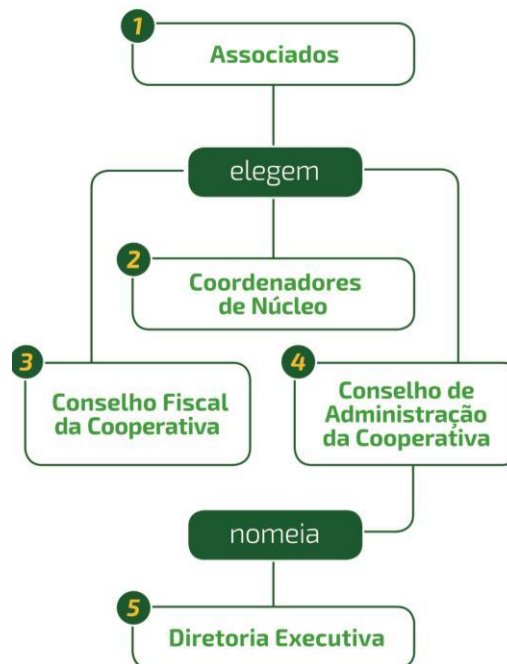 1
Associados
elegem
2
Coordenadores
de Núcleo
3
Conselho Fiscal
da Cooperativa
4
Conselho de
Administração
da Cooperativa
nomeia
5
Diretoria Executiva